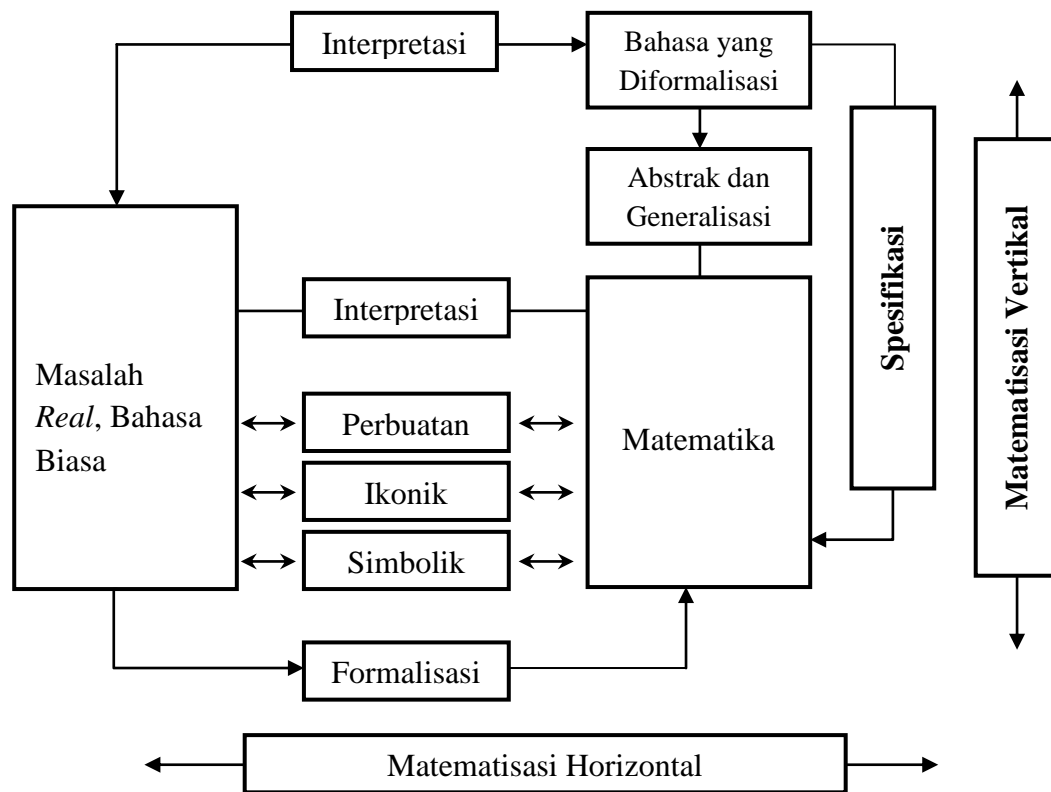 Interpretasi
Bahasa yang
Diformalisasi
Abstrak dan
Generalisasi
Spesifikasi
Matematisasi Vertikal
Masalah
Real, Bahasa
Biasa
Interpretasi
Perbuatan
Ikonik
Simbolik
Matematika
Formalisasi
Matematisasi Horizontal